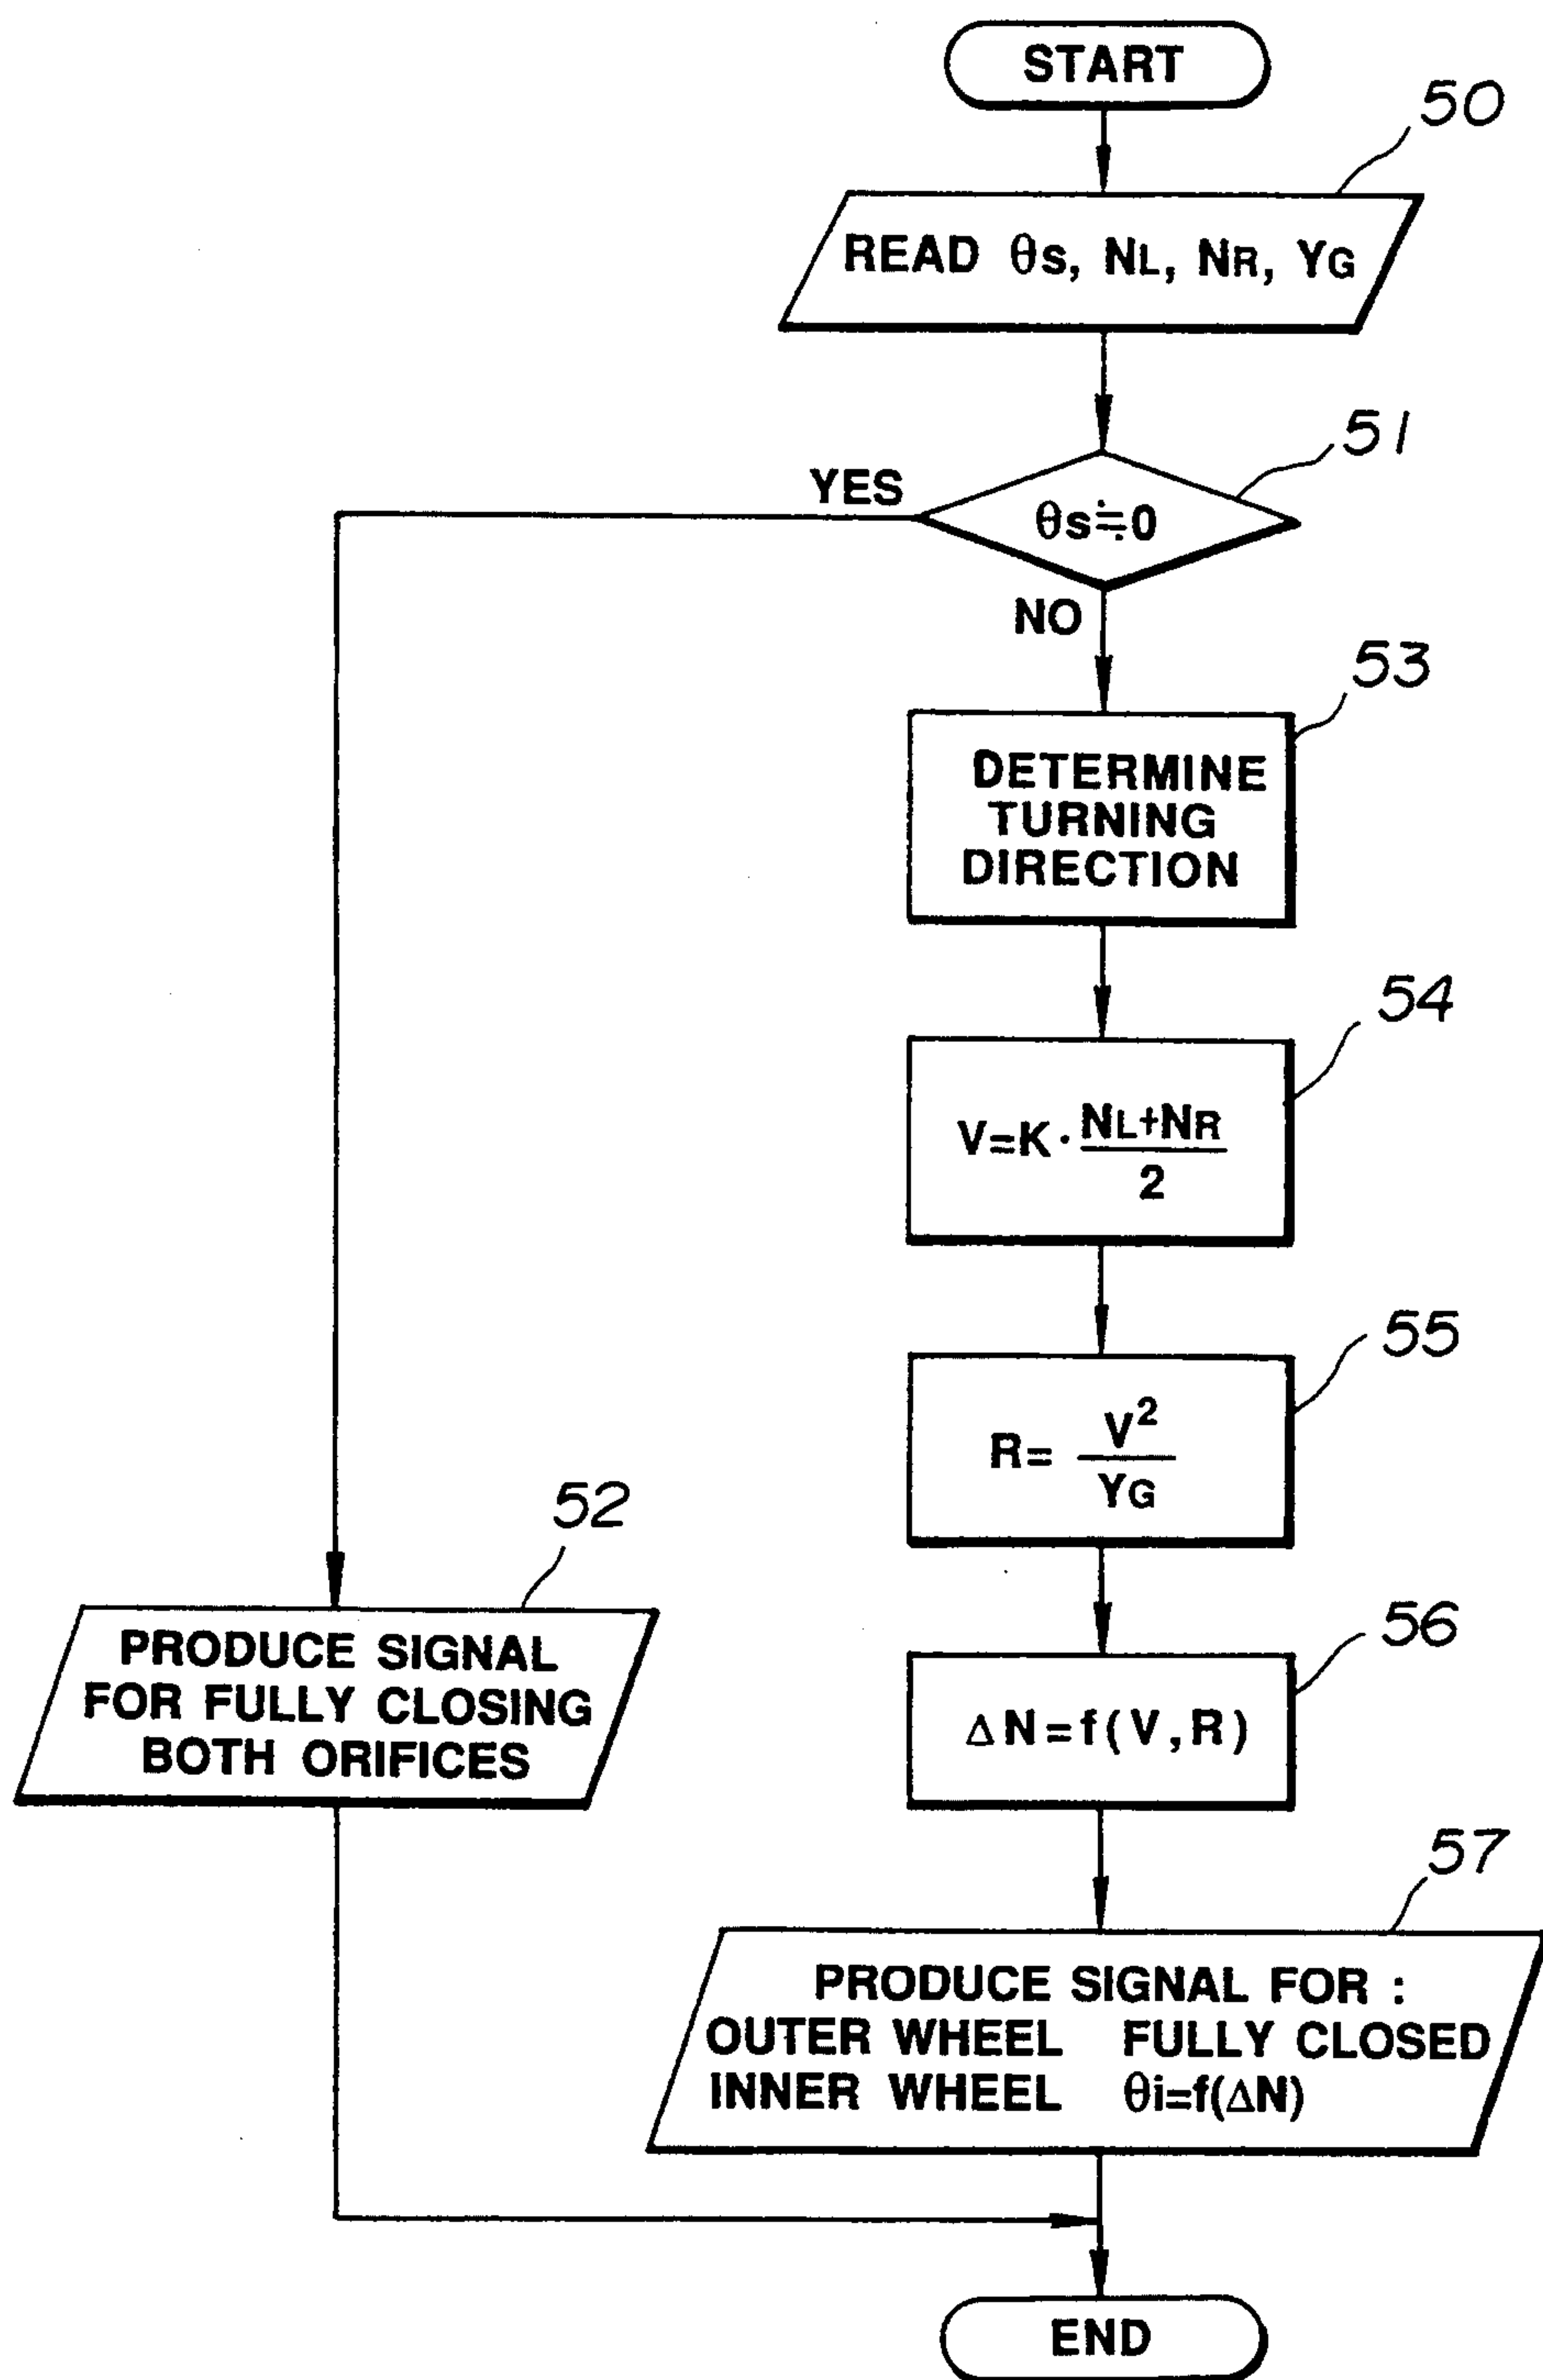 START
50
READ θs, NL, NR, YG
51
YES
θs≒0
NO
53
DETERMINE
TURNING
DIRECTION
54
V=K·NL+NR
2
55
R= V²
YG
52
PRODUCE SIGNAL
FOR FULLY CLOSING
BOTH ORIFICES
56
ΔN=f(V,R)
57
PRODUCE SIGNAL FOR :
OUTER WHEEL FULLY CLOSED
INNER WHEEL θi=f(ΔN)
END